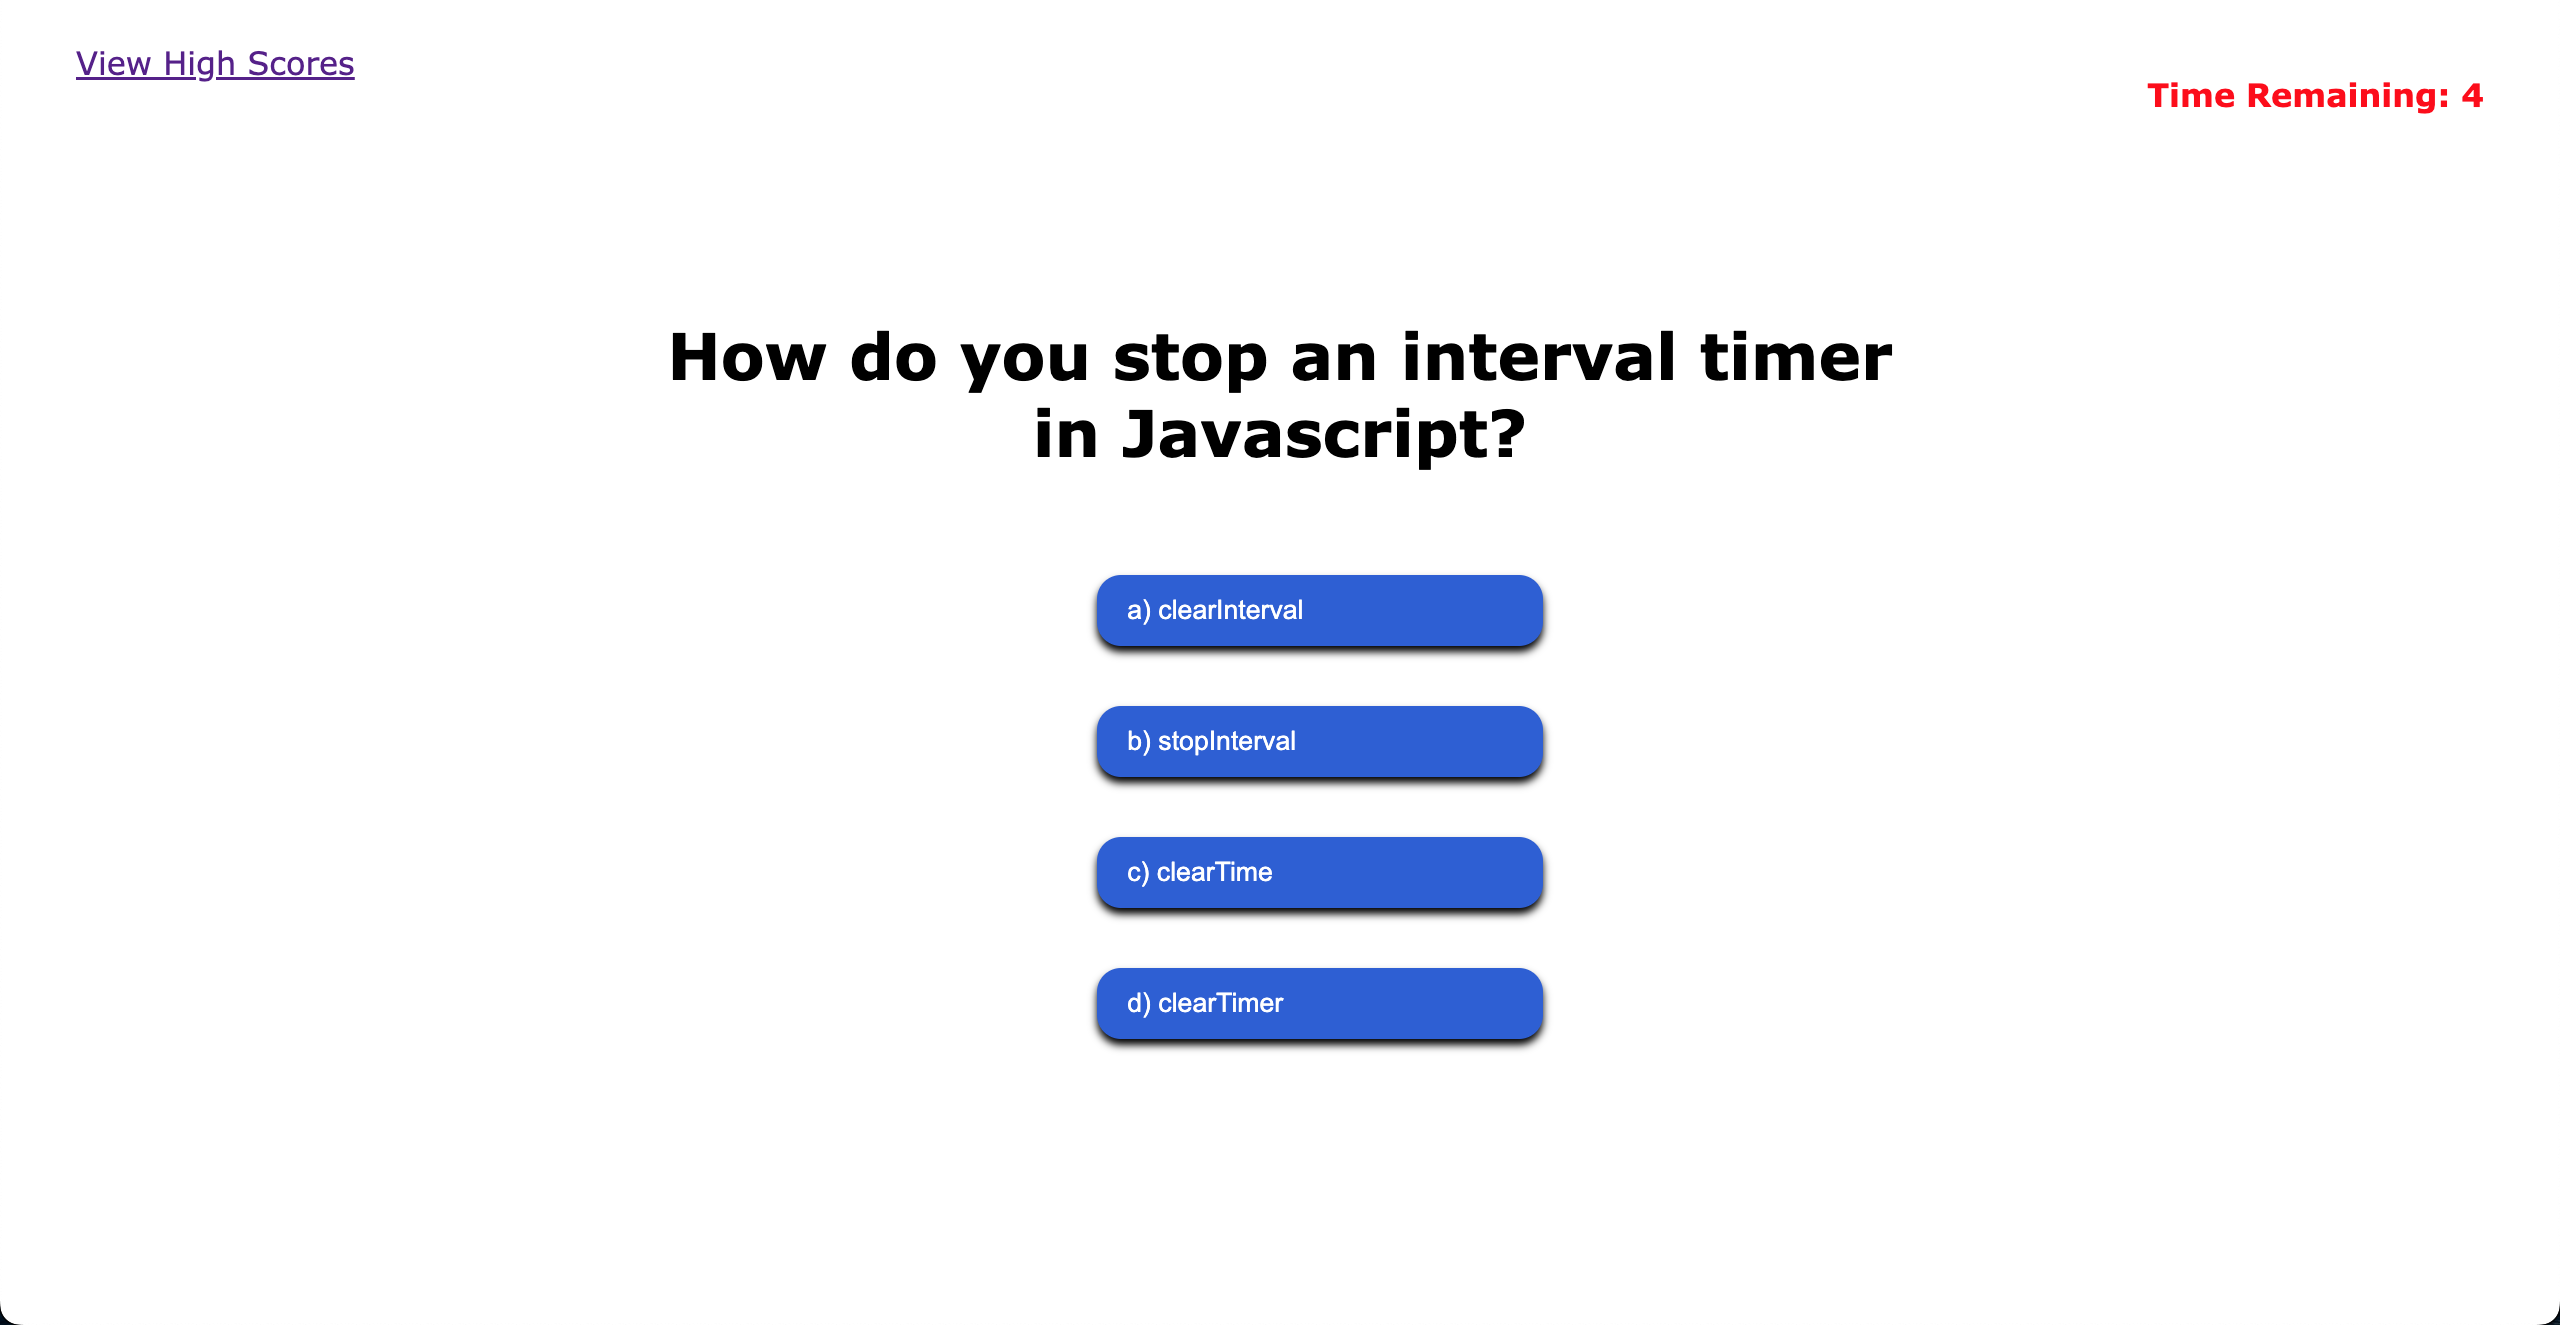 View High Scores
Time Remaining: 4
How do you stop an interval timer
in Javascript?
a) clearInterval
b) stopInterval
c) clearTime
d) clearTimer